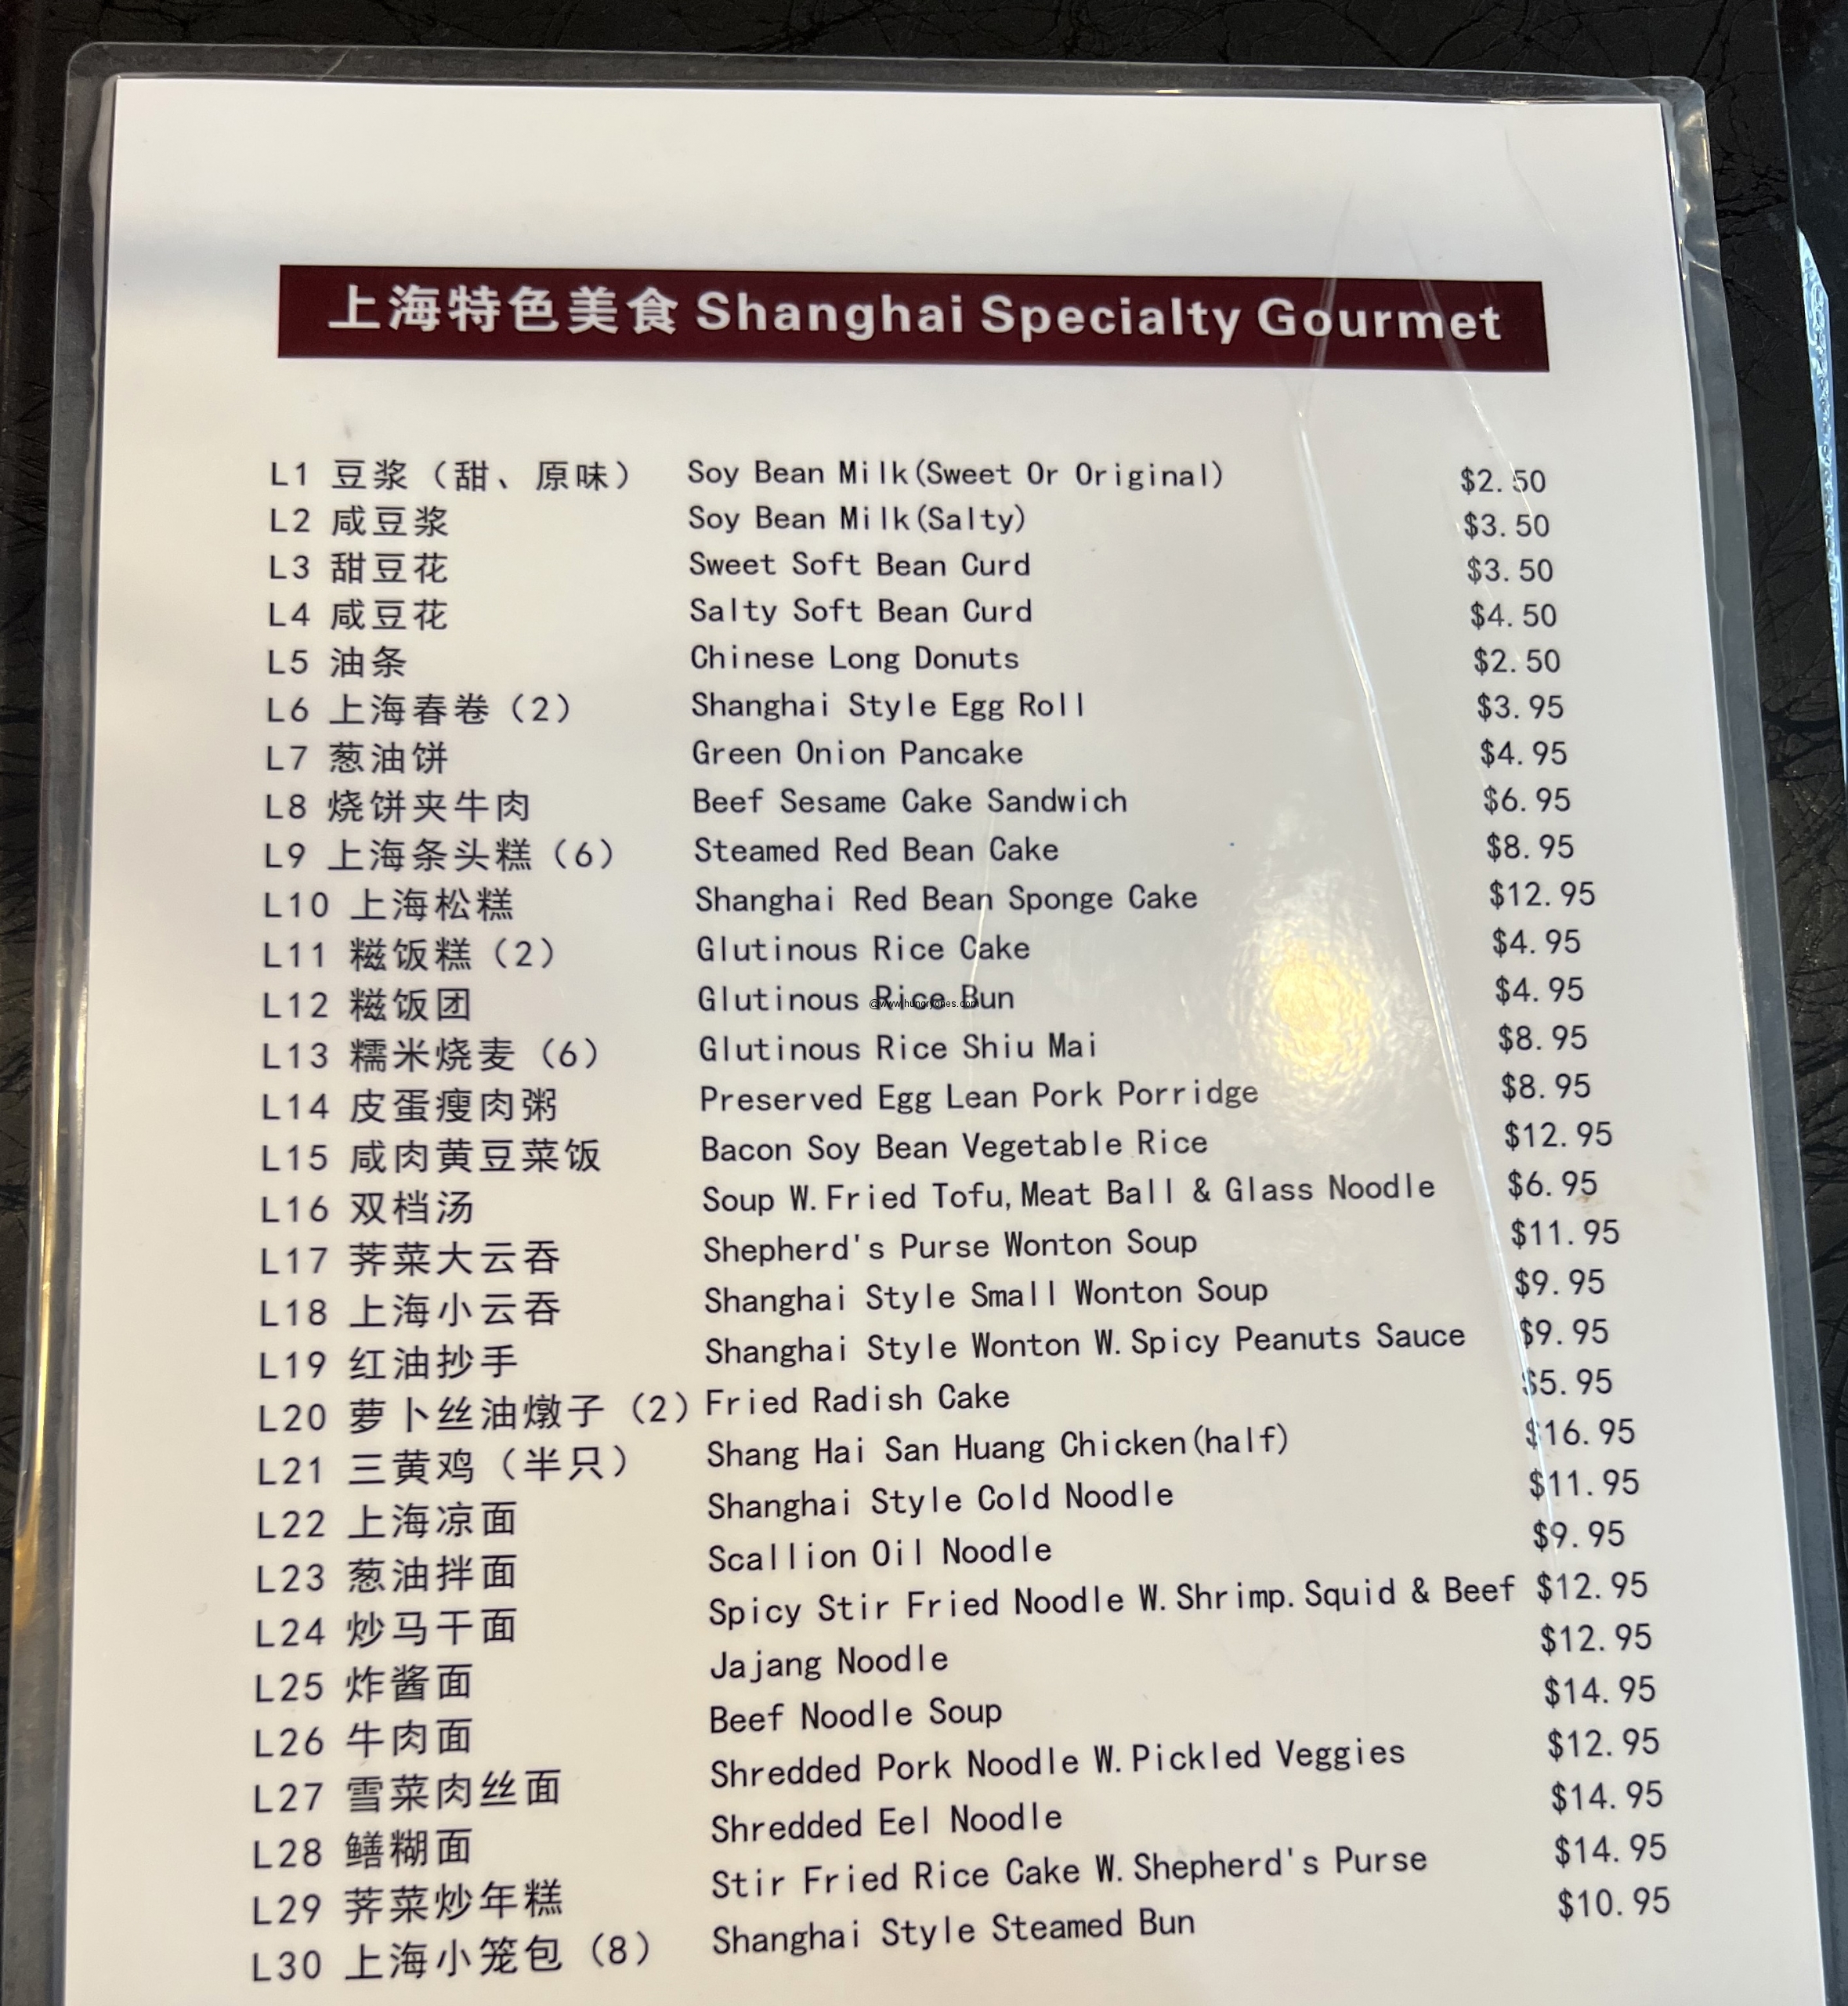 上海特色美食 Shanghai Specialty Gourmet
L1 豆浆（甜、原味） Soy Bean Milk(Sweet Or Original) $2.50
L2 咸豆浆 Soy Bean Milk(Salty) $3.50
L3 甜豆花 Sweet Soft Bean Curd $3.50
L4 咸豆花 Salty Soft Bean Curd $4.50
L5 油条 Chinese Long Donuts $2.50
L6 上海春卷（2） Shanghai Style Egg Roll $3.95
L7 葱油饼 Green Onion Pancake $4.95
L8 烧饼夹牛肉 Beef Sesame Cake Sandwich $6.95
L9 上海条头糕（6） Steamed Red Bean Cake $8.95
L10 上海松糕 Shanghai Red Bean Sponge Cake $12.95
L11 糍饭糕（2） Glutinous Rice Cake $4.95
L12 糍饭团 Glutinous Rice Bun $4.95
@www.hungryones.com
L13 糯米烧麦（6） Glutinous Rice Shiu Mai $8.95
L14 皮蛋瘦肉粥 Preserved Egg Lean Pork Porridge $8.95
L15 咸肉黄豆菜饭 Bacon Soy Bean Vegetable Rice $12.95
L16 双档汤 Soup W.Fried Tofu,Meat Ball & Glass Noodle $6.95
L17 荠菜大云吞 Shepherd's Purse Wonton Soup $11.95
L18 上海小云吞 Shanghai Style Small Wonton Soup $9.95
L19 红油抄手 Shanghai Style Wonton W.Spicy Peanuts Sauce $9.95
L20 萝卜丝油墩子（2） Fried Radish Cake $5.95
L21 三黄鸡（半只） Shang Hai San Huang Chicken(half) $16.95
L22 上海凉面 Shanghai Style Cold Noodle $11.95
L23 葱油拌面 Scallion Oil Noodle $9.95
L24 炒马干面 Spicy Stir Fried Noodle W.Shrimp.Squid & Beef $12.95
L25 炸酱面 Jajang Noodle $12.95
L26 牛肉面 Beef Noodle Soup $14.95
L27 雪菜肉丝面 Shredded Pork Noodle W.Pickled Veggies $12.95
L28 鳝糊面 Shredded Eel Noodle $14.95
L29 荠菜炒年糕 Stir Fried Rice Cake W.Shepherd's Purse $14.95
L30 上海小笼包（8） Shanghai Style Steamed Bun $10.95